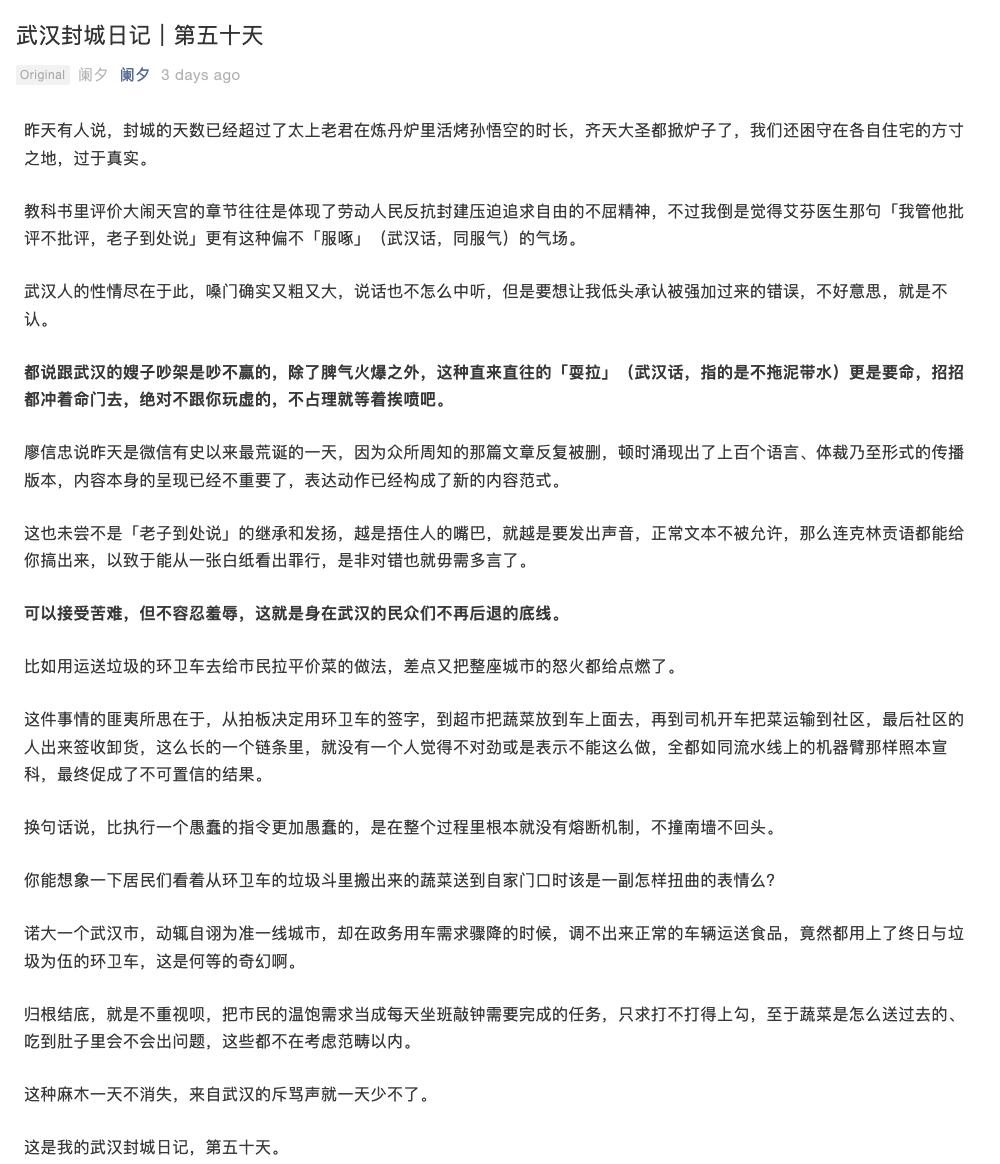 武汉封城日记｜第五十天
Original 阑夕 阑夕 3 days ago
昨天有人说，封城的天数已经超过了太上老君在炼丹炉里活烤孙悟空的时长，齐天大圣都掀炉子了，我们还困守在各自住宅的方寸
之地，过于真实。
教科书里评价大闹天宫的章节往往是体现了劳动人民反抗封建压迫追求自由的不屈精神，不过我倒是觉得艾芬医生那句「我管他批
评不批评，老子到处说」更有这种偏不「服啄」（武汉话，同服气）的气场。
武汉人的性情尽在于此，嗓门确实又粗又大，说话也不怎么中听，但是要想让我低头承认被强加过来的错误，不好意思，就是不
认。
都说跟武汉的嫂子吵架是吵不赢的，除了脾气火爆之外，这种直来直往的「耍拉」（武汉话，指的是不拖泥带水）更是要命，招招
都冲着命门去，绝对不跟你玩虚的，不占理就等着挨喷吧。
廖信忠说昨天是微信有史以来最荒诞的一天，因为众所周知的那篇文章反复被删，顿时涌现出了上百个语言、体裁乃至形式的传播
版本，内容本身的呈现已经不重要了，表达动作已经构成了新的内容范式。
这也未尝不是「老子到处说」的继承和发扬，越是捂住人的嘴巴，就越是要发出声音，正常文本不被允许，那么连克林贡语都能给
你搞出来，以致于能从一张白纸看出罪行，是非对错也就毋需多言了。
可以接受苦难，但不容忍羞辱，这就是身在武汉的民众们不再后退的底线。
比如用运送垃圾的环卫车去给市民拉平价菜的做法，差点又把整座城市的怒火都给点燃了。
这件事情的匪夷所思在于，从拍板决定用环卫车的签字，到超市把蔬菜放到车上面去，再到司机开车把菜运输到社区，最后社区的
人出来签收卸货，这么长的一个链条里，就没有一个人觉得不对劲或是表示不能这么做，全都如同流水线上的机器臂那样照本宣
科，最终促成了不可置信的结果。
换句话说，比执行一个愚蠢的指令更加愚蠢的，是在整个过程里根本就没有熔断机制，不撞南墙不回头。
你能想象一下居民们看着从环卫车的垃圾斗里搬出来的蔬菜送到自家门口时该是一副怎样扭曲的表情么？
诺大一个武汉市，动辄自诩为准一线城市，却在政务用车需求骤降的时候，调不出来正常的车辆运送食品，竟然都用上了终日与垃
圾为伍的环卫车，这是何等的奇幻啊。
归根结底，就是不重视呗，把市民的温饱需求当成每天坐班敲钟需要完成的任务，只求打不打得上勾，至于蔬菜是怎么送过去的、
吃到肚子里会不会出问题，这些都不在考虑范畴以内。
这种麻木一天不消失，来自武汉的斥骂声就一天少不了。
这是我的武汉封城日记，第五十天。